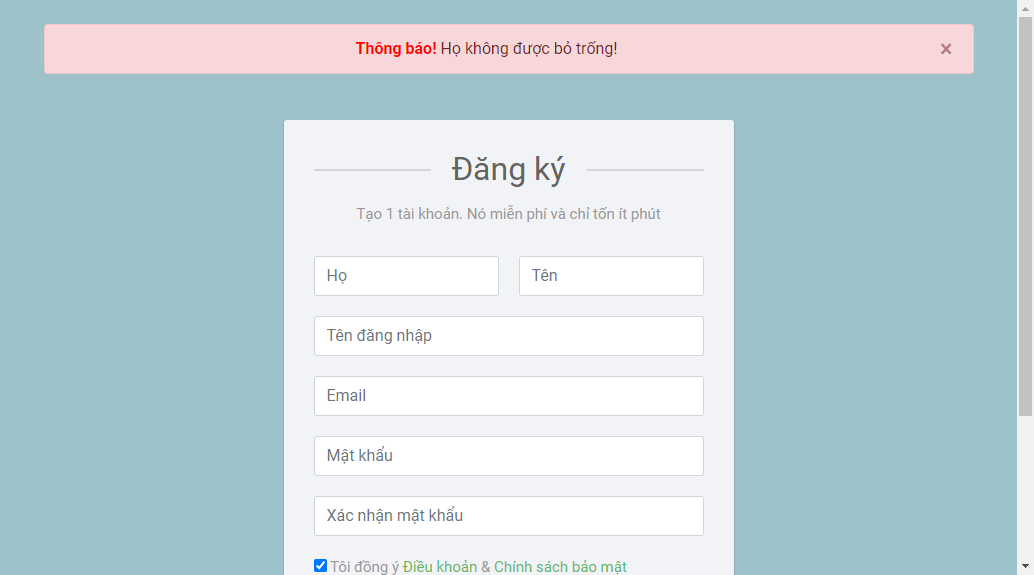 Thông báo! Họ không được bỏ trống! ×
Đăng ký
Tạo 1 tài khoản. Nó miễn phí và chỉ tốn ít phút
Họ Tên
Tên đăng nhập
Email
Mật khẩu
Xác nhận mật khẩu
Tôi đồng ý Điều khoản & Chính sách bảo mật